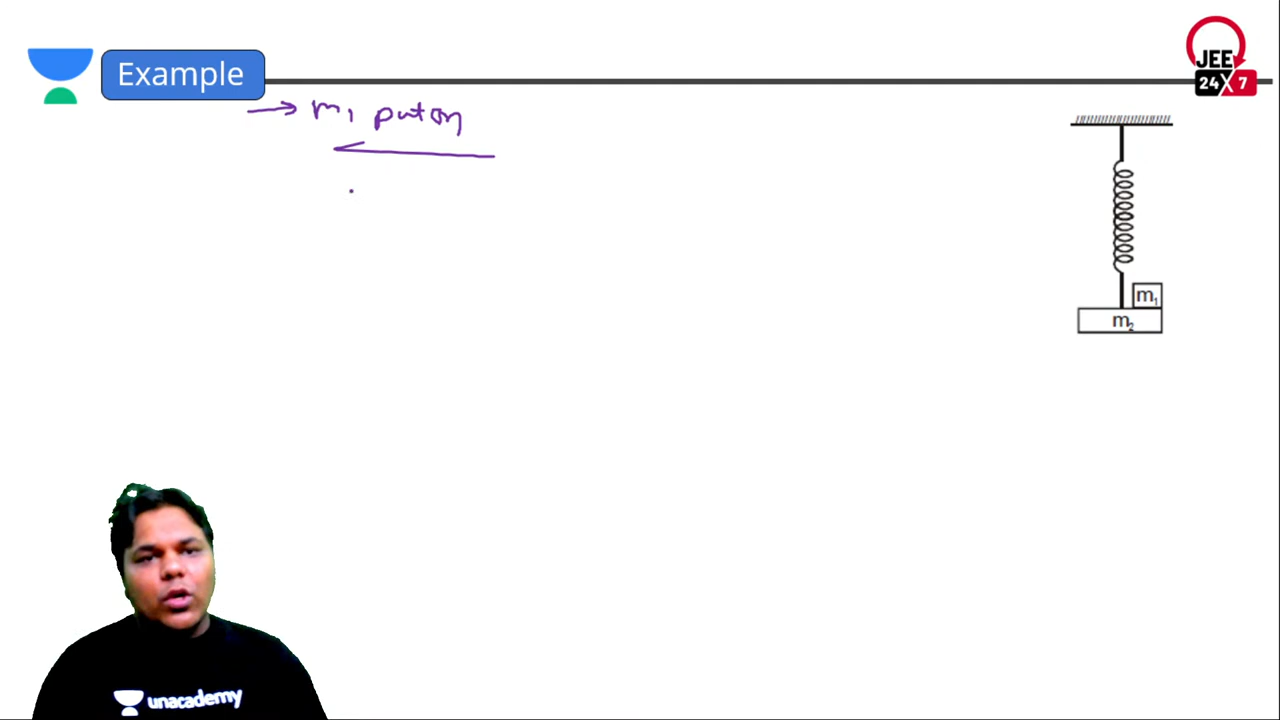 Example
JEE
24X7
→ m₁ put on
m₁
m₂
unacademy